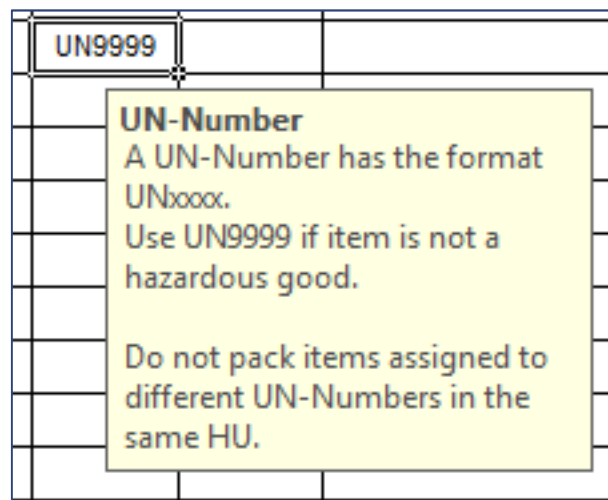 UN9999
UN-Number
A UN-Number has the format
UNxxxx.
Use UN9999 if item is not a
hazardous good.
Do not pack items assigned to
different UN-Numbers in the
same HU.